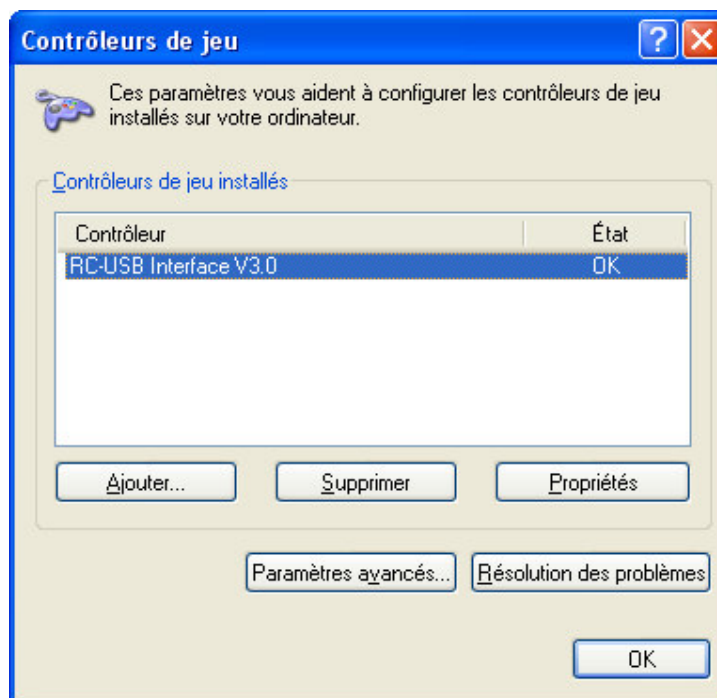 Contrôleurs de jeu
Ces paramètres vous aident à configurer les contrôleurs de jeu
installés sur votre ordinateur.
Contrôleurs de jeu installés
Contrôleur État
RC-USB Interface V3.0 OK
Ajouter... Supprimer Propriétés
Paramètres avancés... Résolution des problèmes
OK